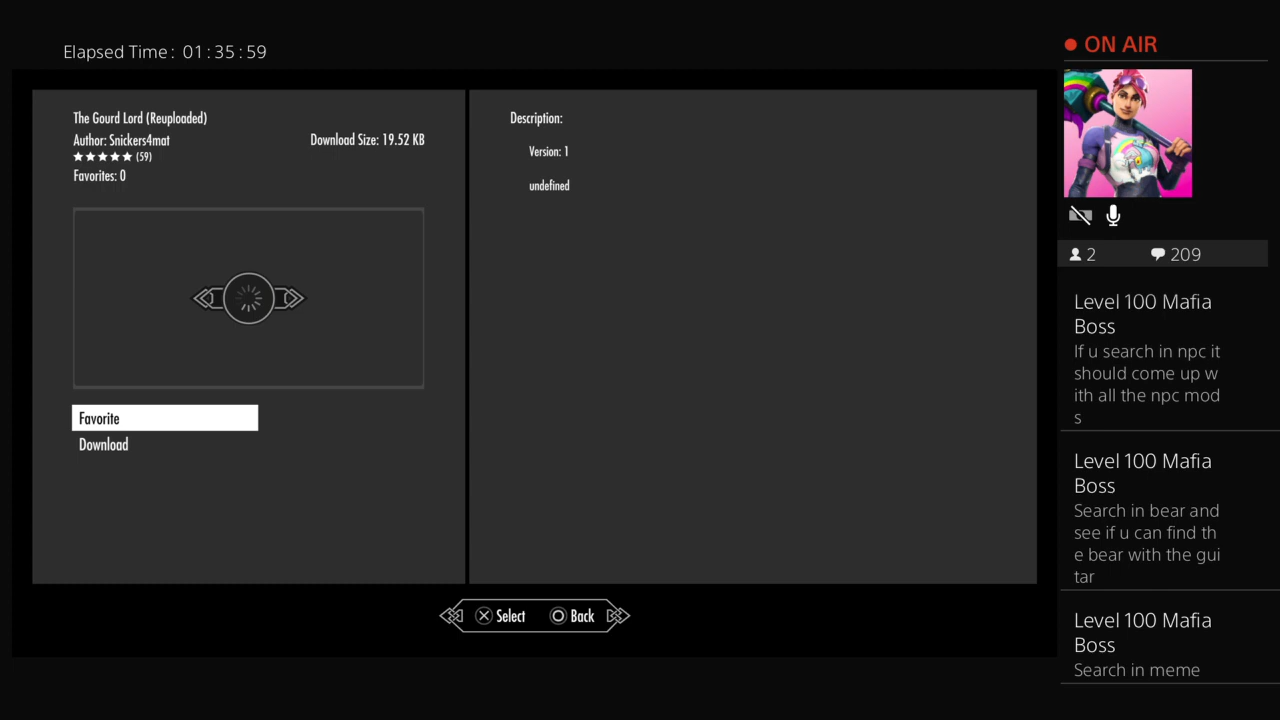 Elapsed Time: 01:35:59
The Gourd Lord (Reuploaded)
Author: Snickers4mat
Download Size: 19.52 KB
★★★★★ (59)
Favorites: 0
Favorite
Download
Description:
Version: 1
undefined
Select
Back
ON AIR
2
209
Level 100 Mafia
Boss
If u search in npc it
should come up w
ith all the npc mod
s
Level 100 Mafia
Boss
Search in bear and
see if u can find th
e bear with the gui
tar
Level 100 Mafia
Boss
Search in meme